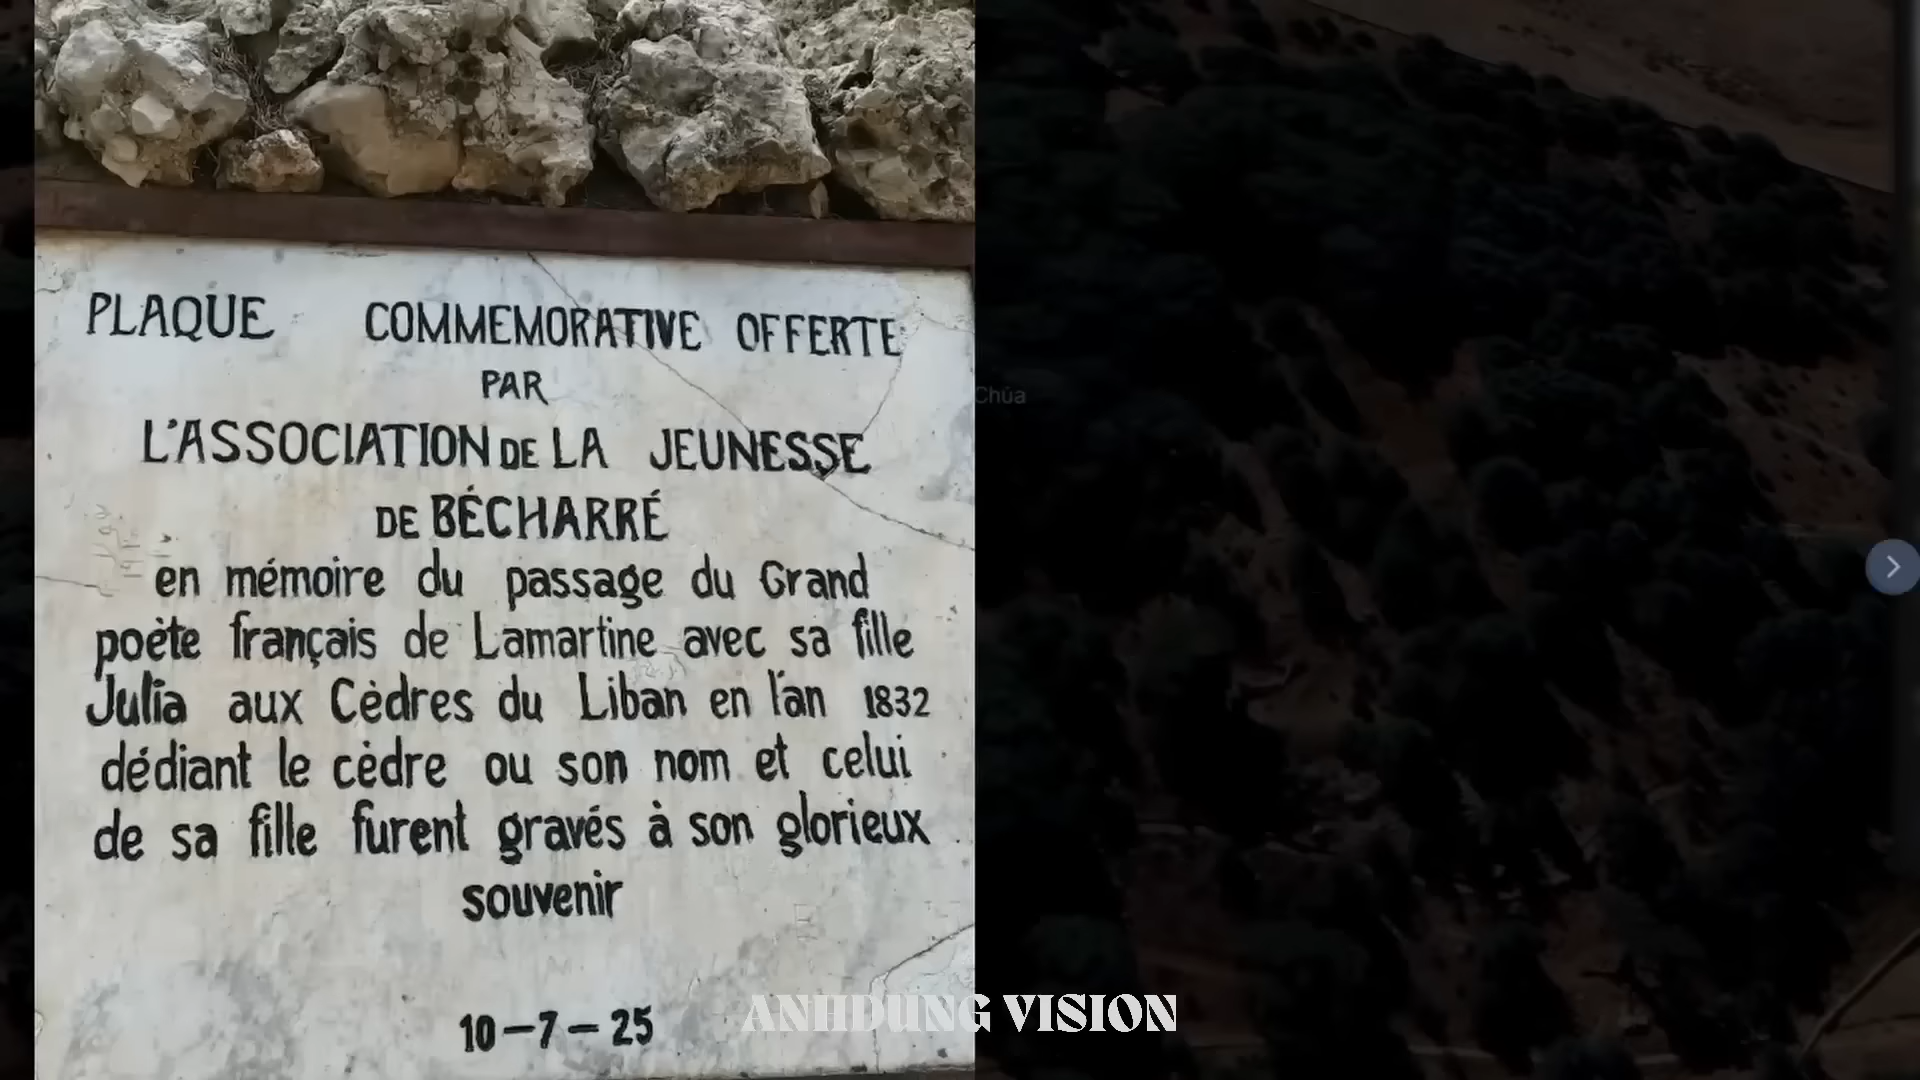 PLAQUE COMMEMORATIVE OFFERTE
PAR
L'ASSOCIATION DE LA JEUNESSE
DE BÉCHARRÉ
en mémoire du passage du Grand
poète français de Lamartine avec sa fille
Julia aux Cèdres du Liban en l'an 1832
dédiant le cèdre ou son nom et celui
de sa fille furent gravés à son glorieux
souvenir
10-7-25
Chúa
ANHDUNG VISION